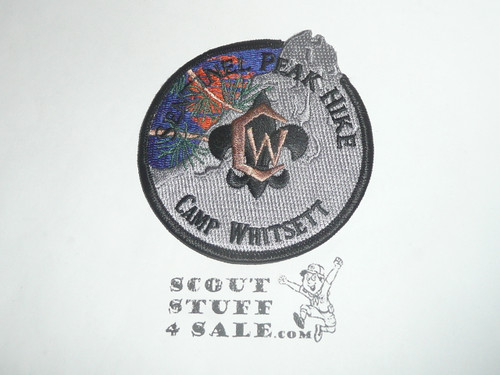 SENTINEL PEAK HIKE
CW
CAMP WHITSETT
SCOUT
STUFF
4 SALE.COM